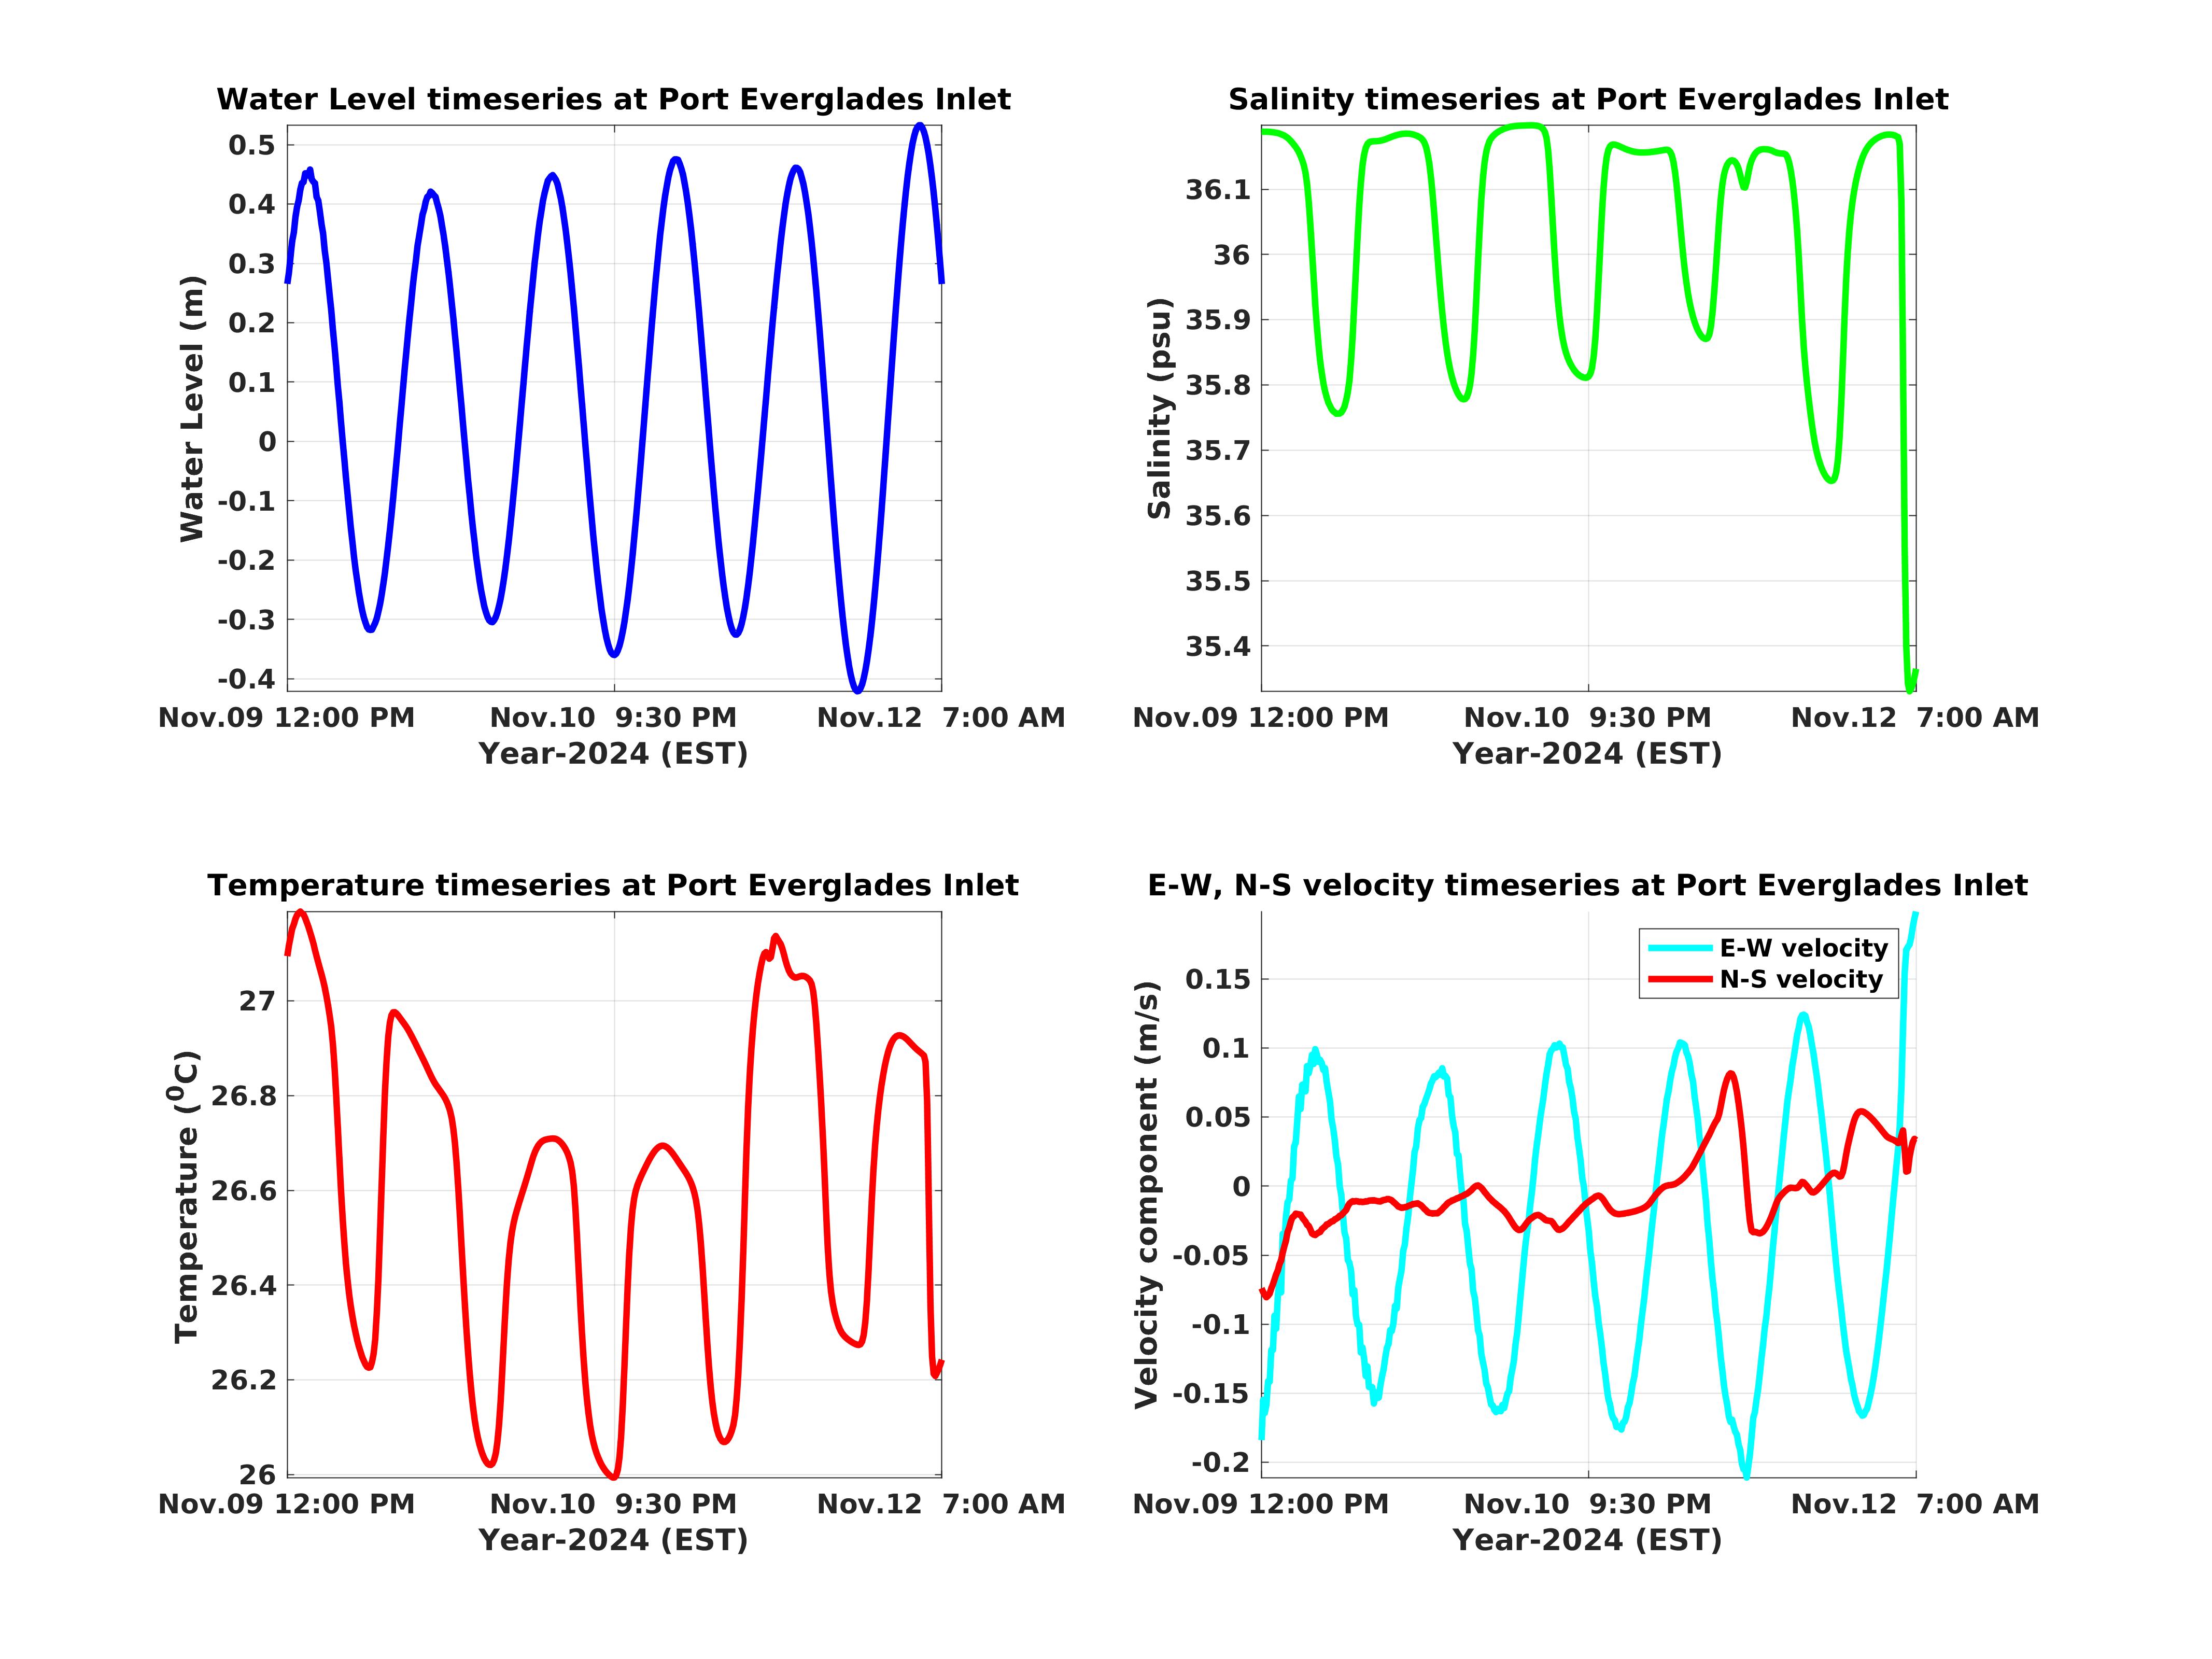 Water Level timeseries at Port Everglades Inlet
Water Level (m)
0.5
0.4
0.3
0.2
0.1
0
-0.1
-0.2
-0.3
-0.4
Nov.09 12:00 PM Nov.10 9:30 PM Nov.12 7:00 AM
Year-2024 (EST)
Salinity timeseries at Port Everglades Inlet
Salinity (psu)
36.1
36
35.9
35.8
35.7
35.6
35.5
35.4
Nov.09 12:00 PM Nov.10 9:30 PM Nov.12 7:00 AM
Year-2024 (EST)
Temperature timeseries at Port Everglades Inlet
Temperature (⁰C)
27
26.8
26.6
26.4
26.2
26
Nov.09 12:00 PM Nov.10 9:30 PM Nov.12 7:00 AM
Year-2024 (EST)
E-W, N-S velocity timeseries at Port Everglades Inlet
Velocity component (m/s)
E-W velocity
N-S velocity
0.15
0.1
0.05
0
-0.05
-0.1
-0.15
-0.2
Nov.09 12:00 PM Nov.10 9:30 PM Nov.12 7:00 AM
Year-2024 (EST)